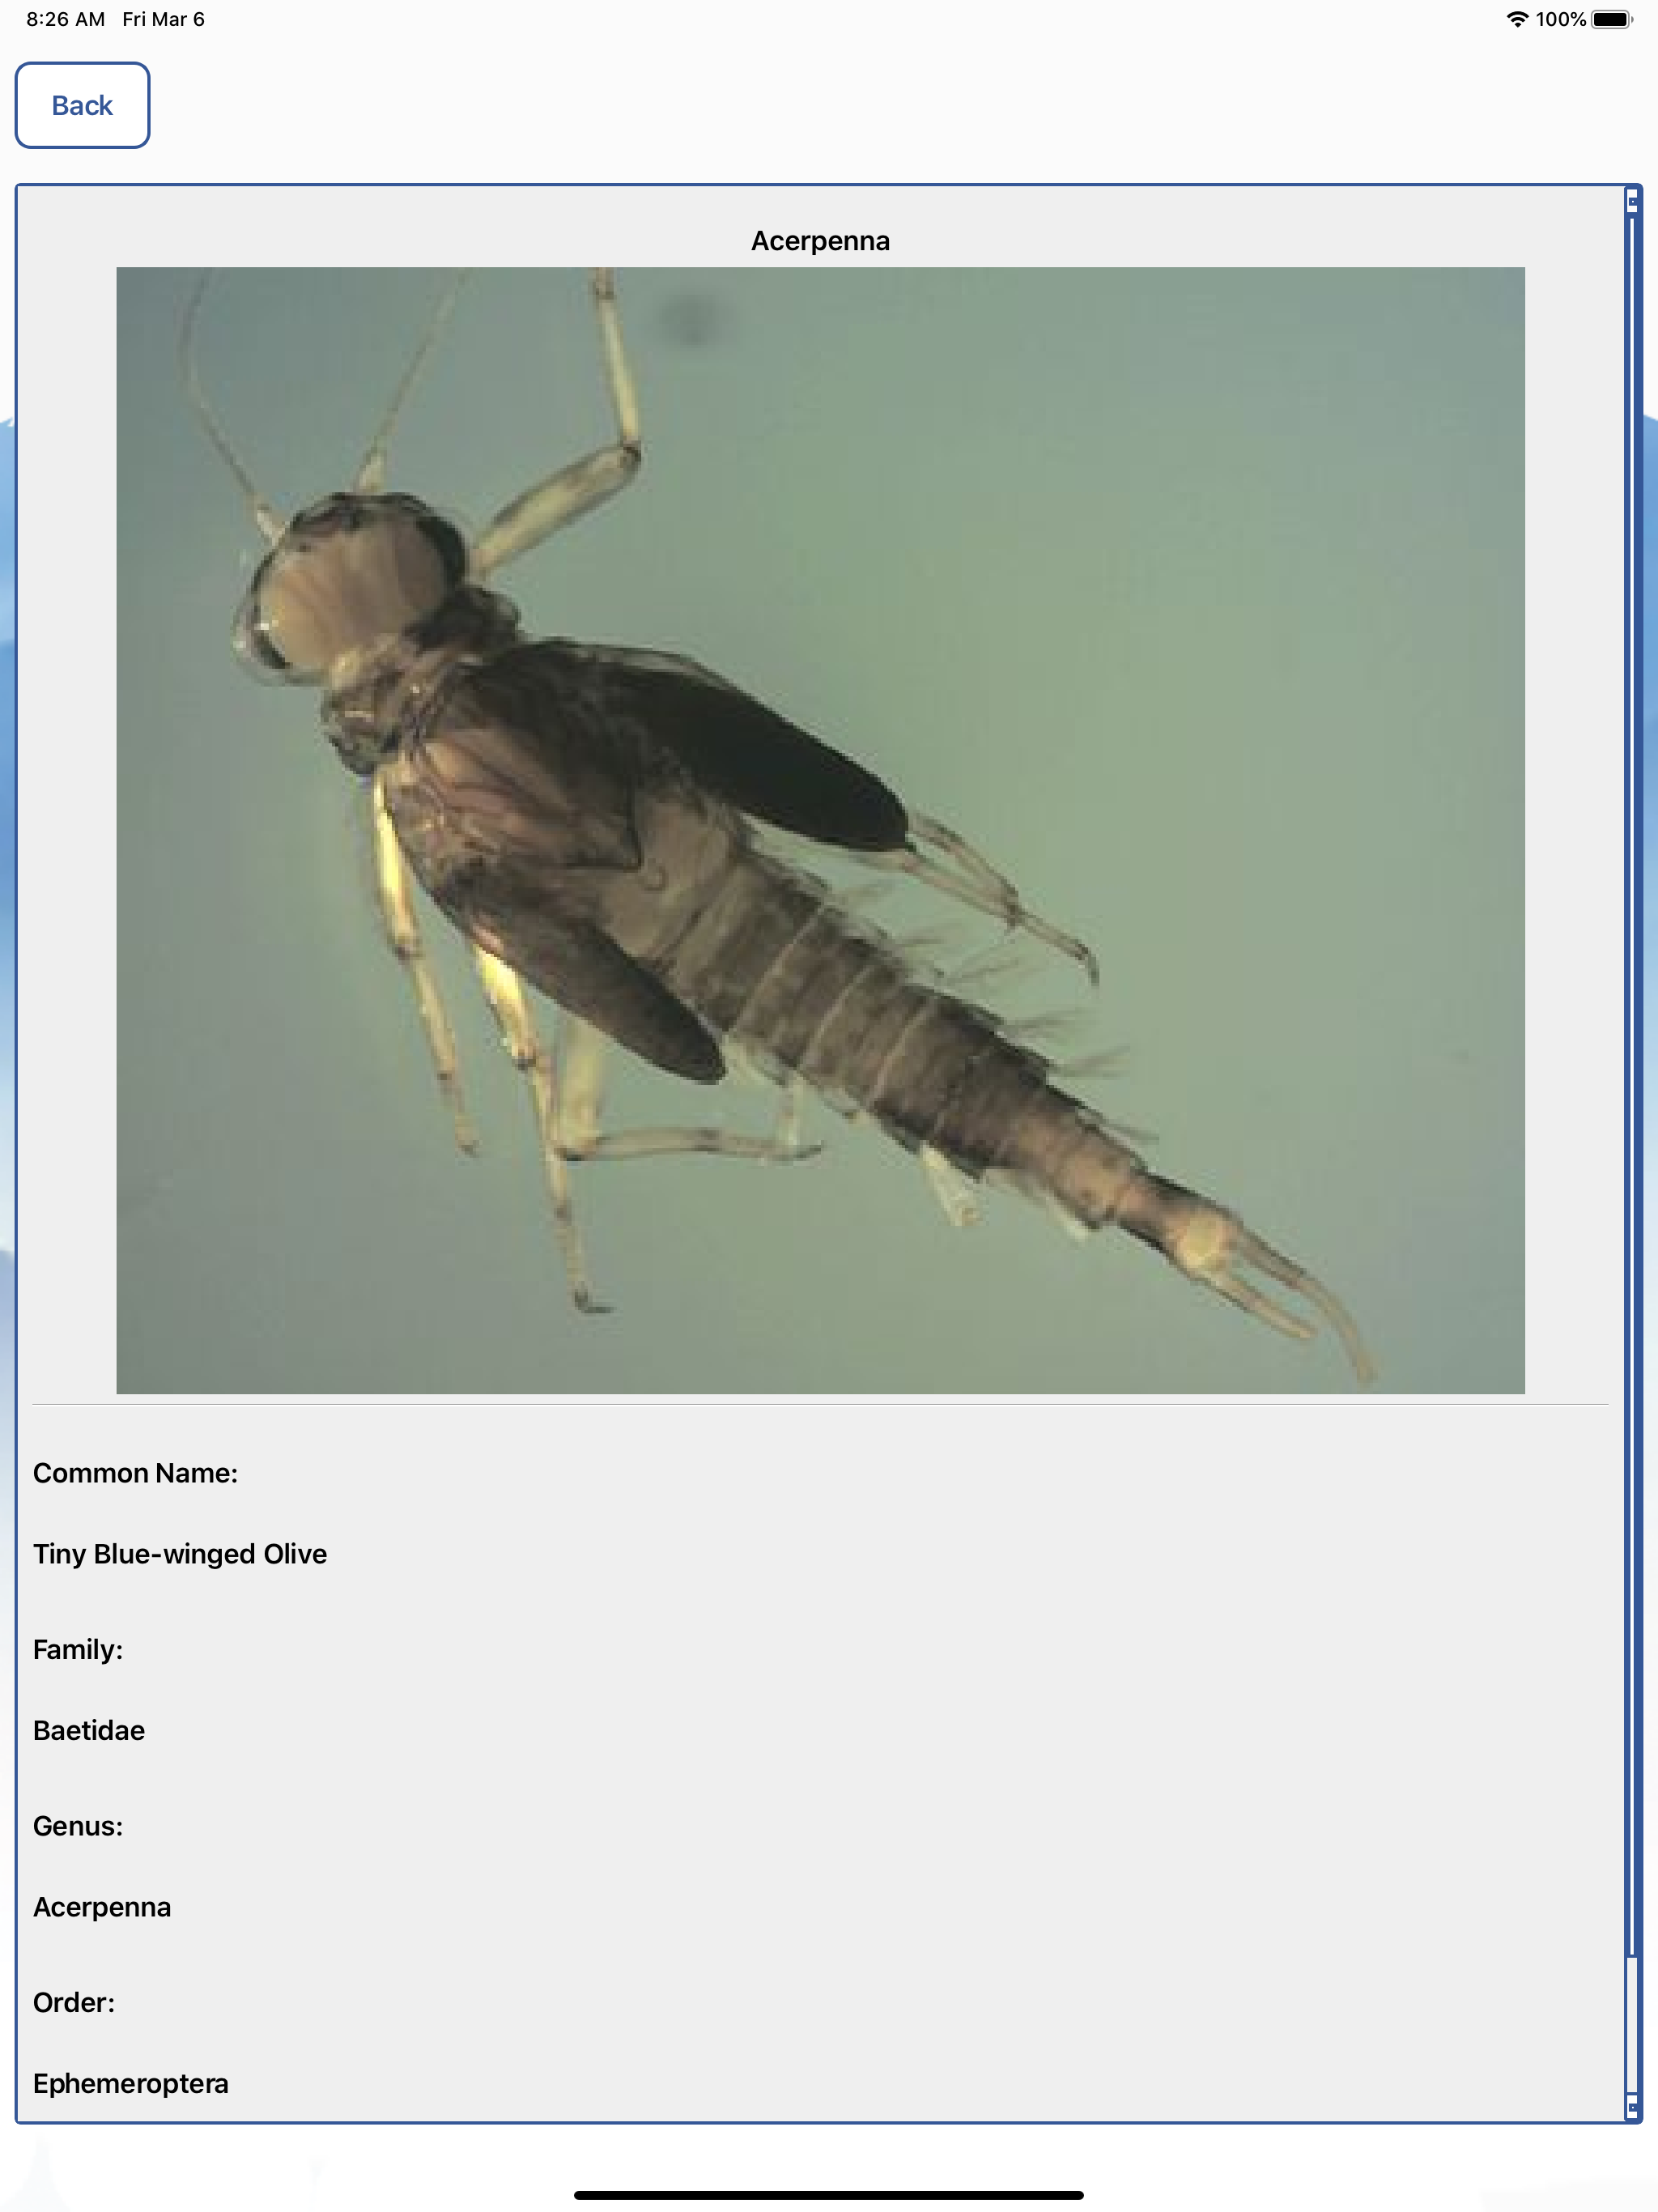 8:26 AM Fri Mar 6
100%
Back
Acerpenna
Common Name:
Tiny Blue-winged Olive
Family:
Baetidae
Genus:
Acerpenna
Order:
Ephemeroptera